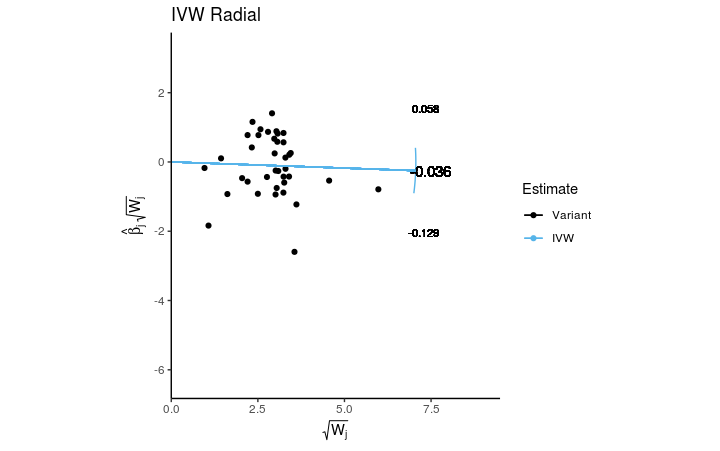 IVW Radial
2
0
-2
-4
-6
β̂ⱼ√Wⱼ
0.0
2.5
5.0
7.5
√Wⱼ
0.058
-0.036
-0.129
Estimate
Variant
IVW